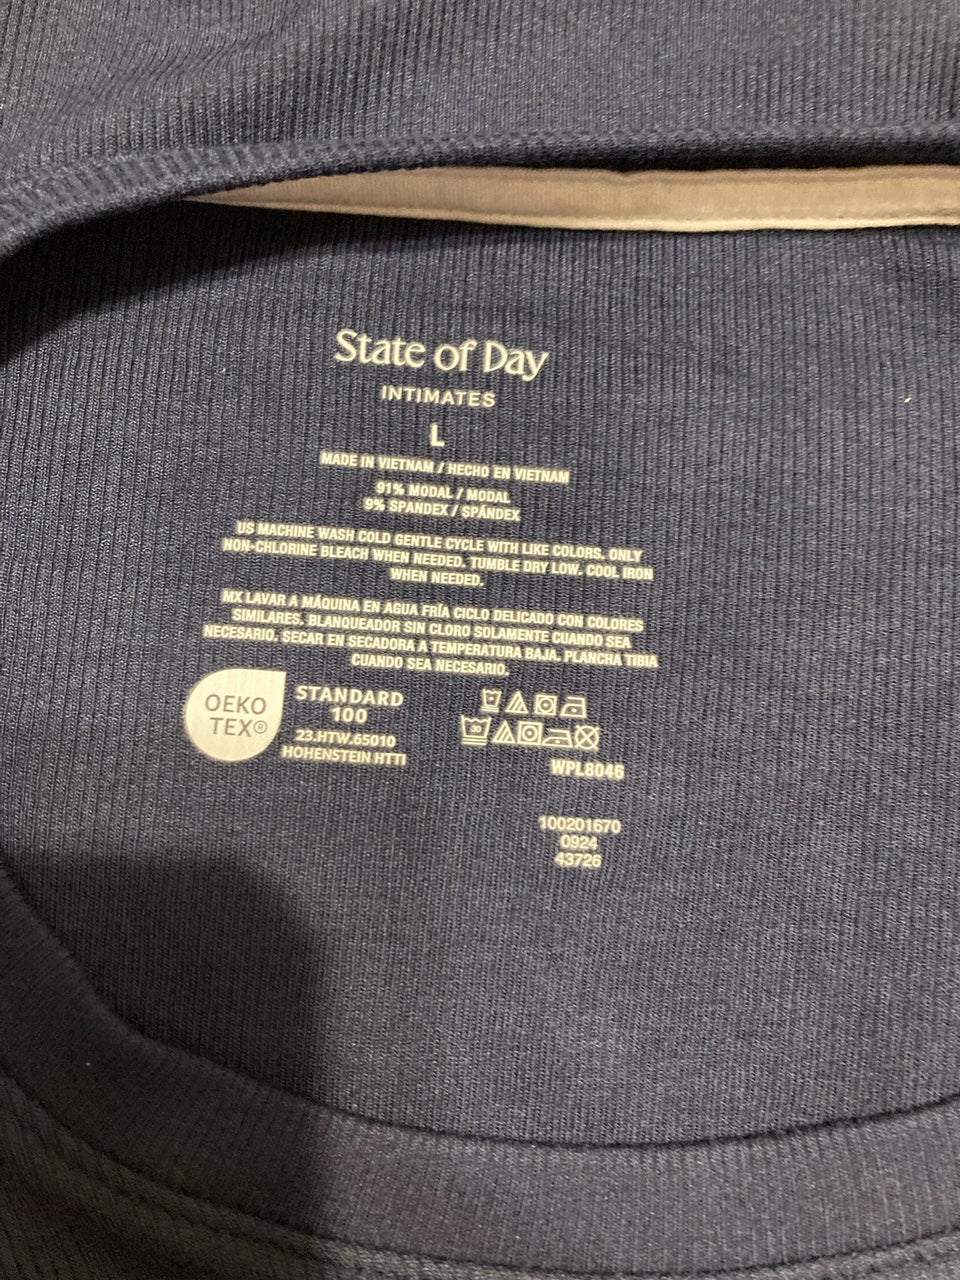 State of Day
INTIMATES
L
MADE IN VIETNAM / HECHO EN VIETNAM
91% MODAL / MODAL
9% SPANDEX / SPÁNDEX
US MACHINE WASH COLD GENTLE CYCLE WITH LIKE COLORS. ONLY
NON-CHLORINE BLEACH WHEN NEEDED. TUMBLE DRY LOW. COOL IRON
WHEN NEEDED.
MX LAVAR A MÁQUINA EN AGUA FRÍA CICLO DELICADO CON COLORES
SIMILARES. BLANQUEADOR SIN CLORO SOLAMENTE CUANDO SEA
NECESARIO. SECAR EN SECADORA A TEMPERATURA BAJA. PLANCHA TIBIA
CUANDO SEA NECESARIO.
OEKO
TEX®
STANDARD
100
23.HTW.65010
HOHENSTEIN HTTI
30
WPL8046
100201670
0924
43726